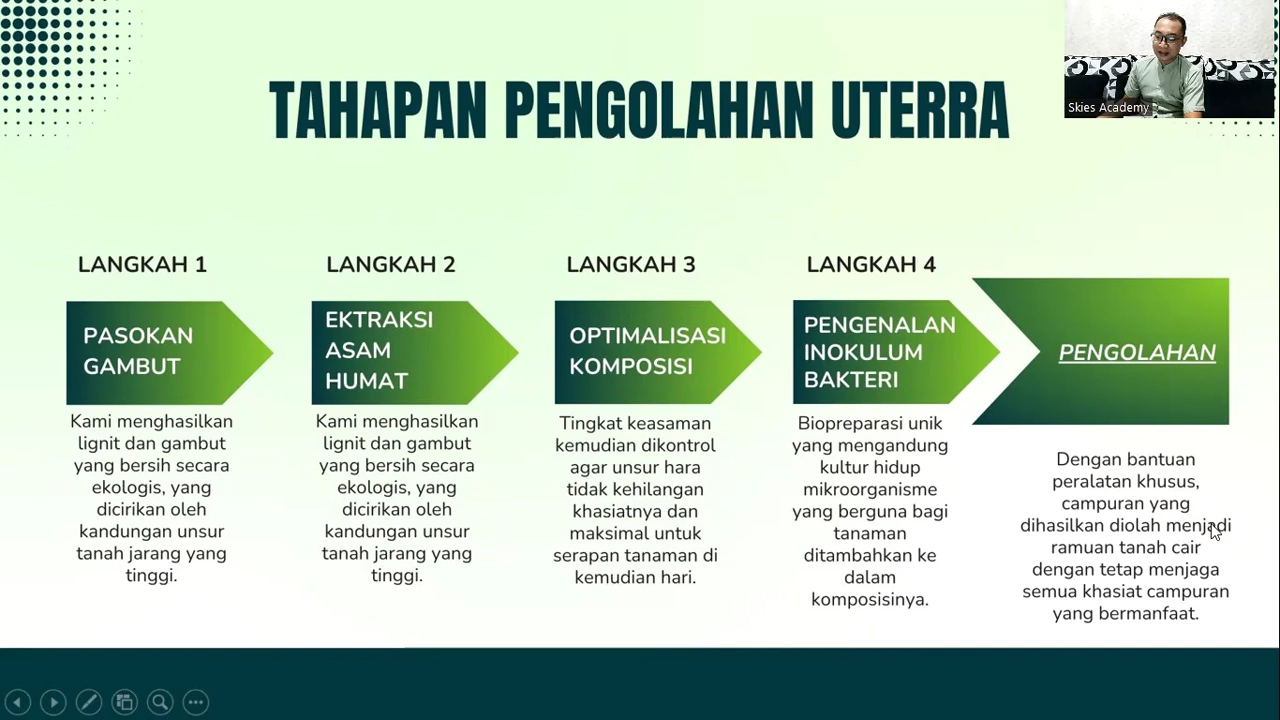 TAHAPAN PENGOLAHAN UTERRA
Skies Academy
LANGKAH 1
PASOKAN
GAMBUT
Kami menghasilkan
lignit dan gambut
yang bersih secara
ekologis, yang
dicirikan oleh
kandungan unsur
tanah jarang yang
tinggi.
LANGKAH 2
EKTRAKSI
ASAM
HUMAT
Kami menghasilkan
lignit dan gambut
yang bersih secara
ekologis, yang
dicirikan oleh
kandungan unsur
tanah jarang yang
tinggi.
LANGKAH 3
OPTIMALISASI
KOMPOSISI
Tingkat keasaman
kemudian dikontrol
agar unsur hara
tidak kehilangan
khasiatnya dan
maksimal untuk
serapan tanaman di
kemudian hari.
LANGKAH 4
PENGENALAN
INOKULUM
BAKTERI
Biopreparasi unik
yang mengandung
kultur hidup
mikroorganisme
yang berguna bagi
tanaman
ditambahkan ke
dalam
komposisinya.
PENGOLAHAN
Dengan bantuan
peralatan khusus,
campuran yang
dihasilkan diolah menjadi
ramuan tanah cair
dengan tetap menjaga
semua khasiat campuran
yang bermanfaat.